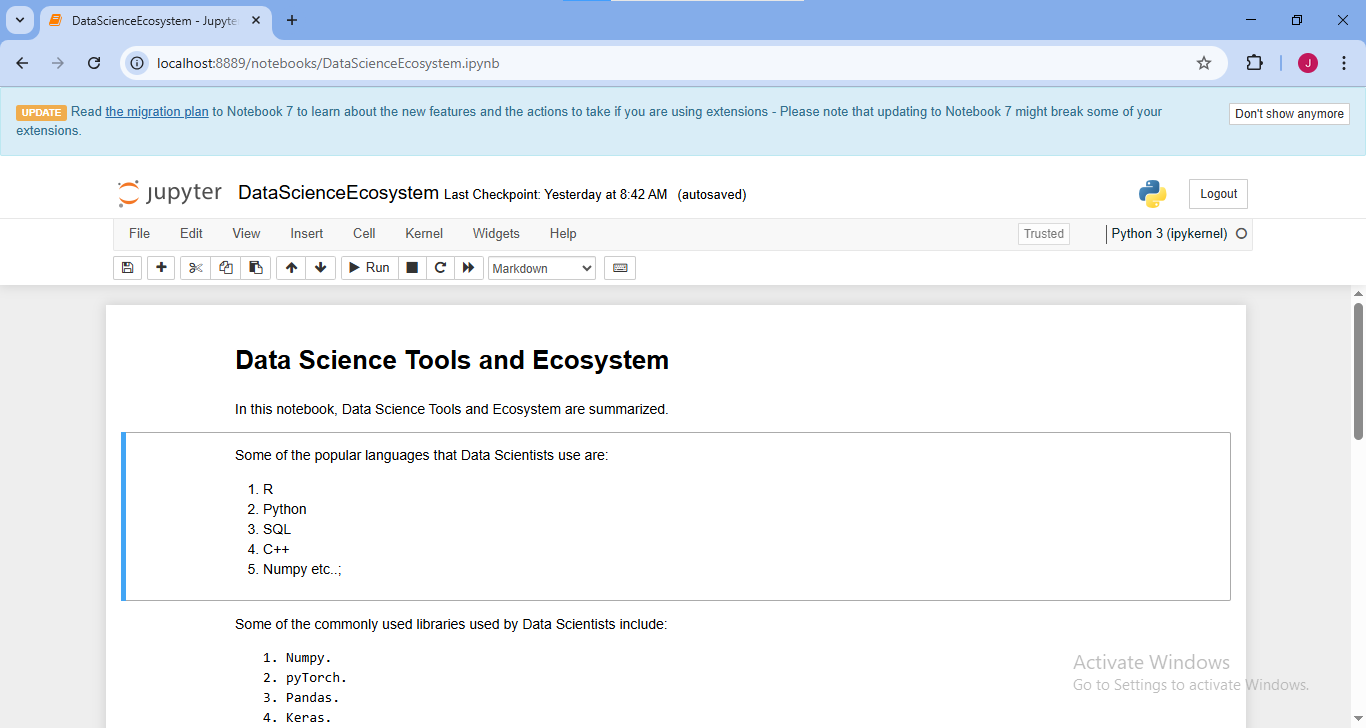 DataScienceEcosystem - Jupyte
localhost:8889/notebooks/DataScienceEcosystem.ipynb
J
UPDATE Read the migration plan to Notebook 7 to learn about the new features and the actions to take if you are using extensions - Please note that updating to Notebook 7 might break some of your
extensions.
Don't show anymore
jupyter DataScienceEcosystem Last Checkpoint: Yesterday at 8:42 AM (autosaved)
Logout
File Edit View Insert Cell Kernel Widgets Help
Trusted Python 3 (ipykernel)
Run Markdown
Data Science Tools and Ecosystem
In this notebook, Data Science Tools and Ecosystem are summarized.
Some of the popular languages that Data Scientists use are:
1. R
2. Python
3. SQL
4. C++
5. Numpy etc..;
Some of the commonly used libraries used by Data Scientists include:
1. Numpy.
2. pyTorch.
3. Pandas.
4. Keras.
Activate Windows
Go to Settings to activate Windows.